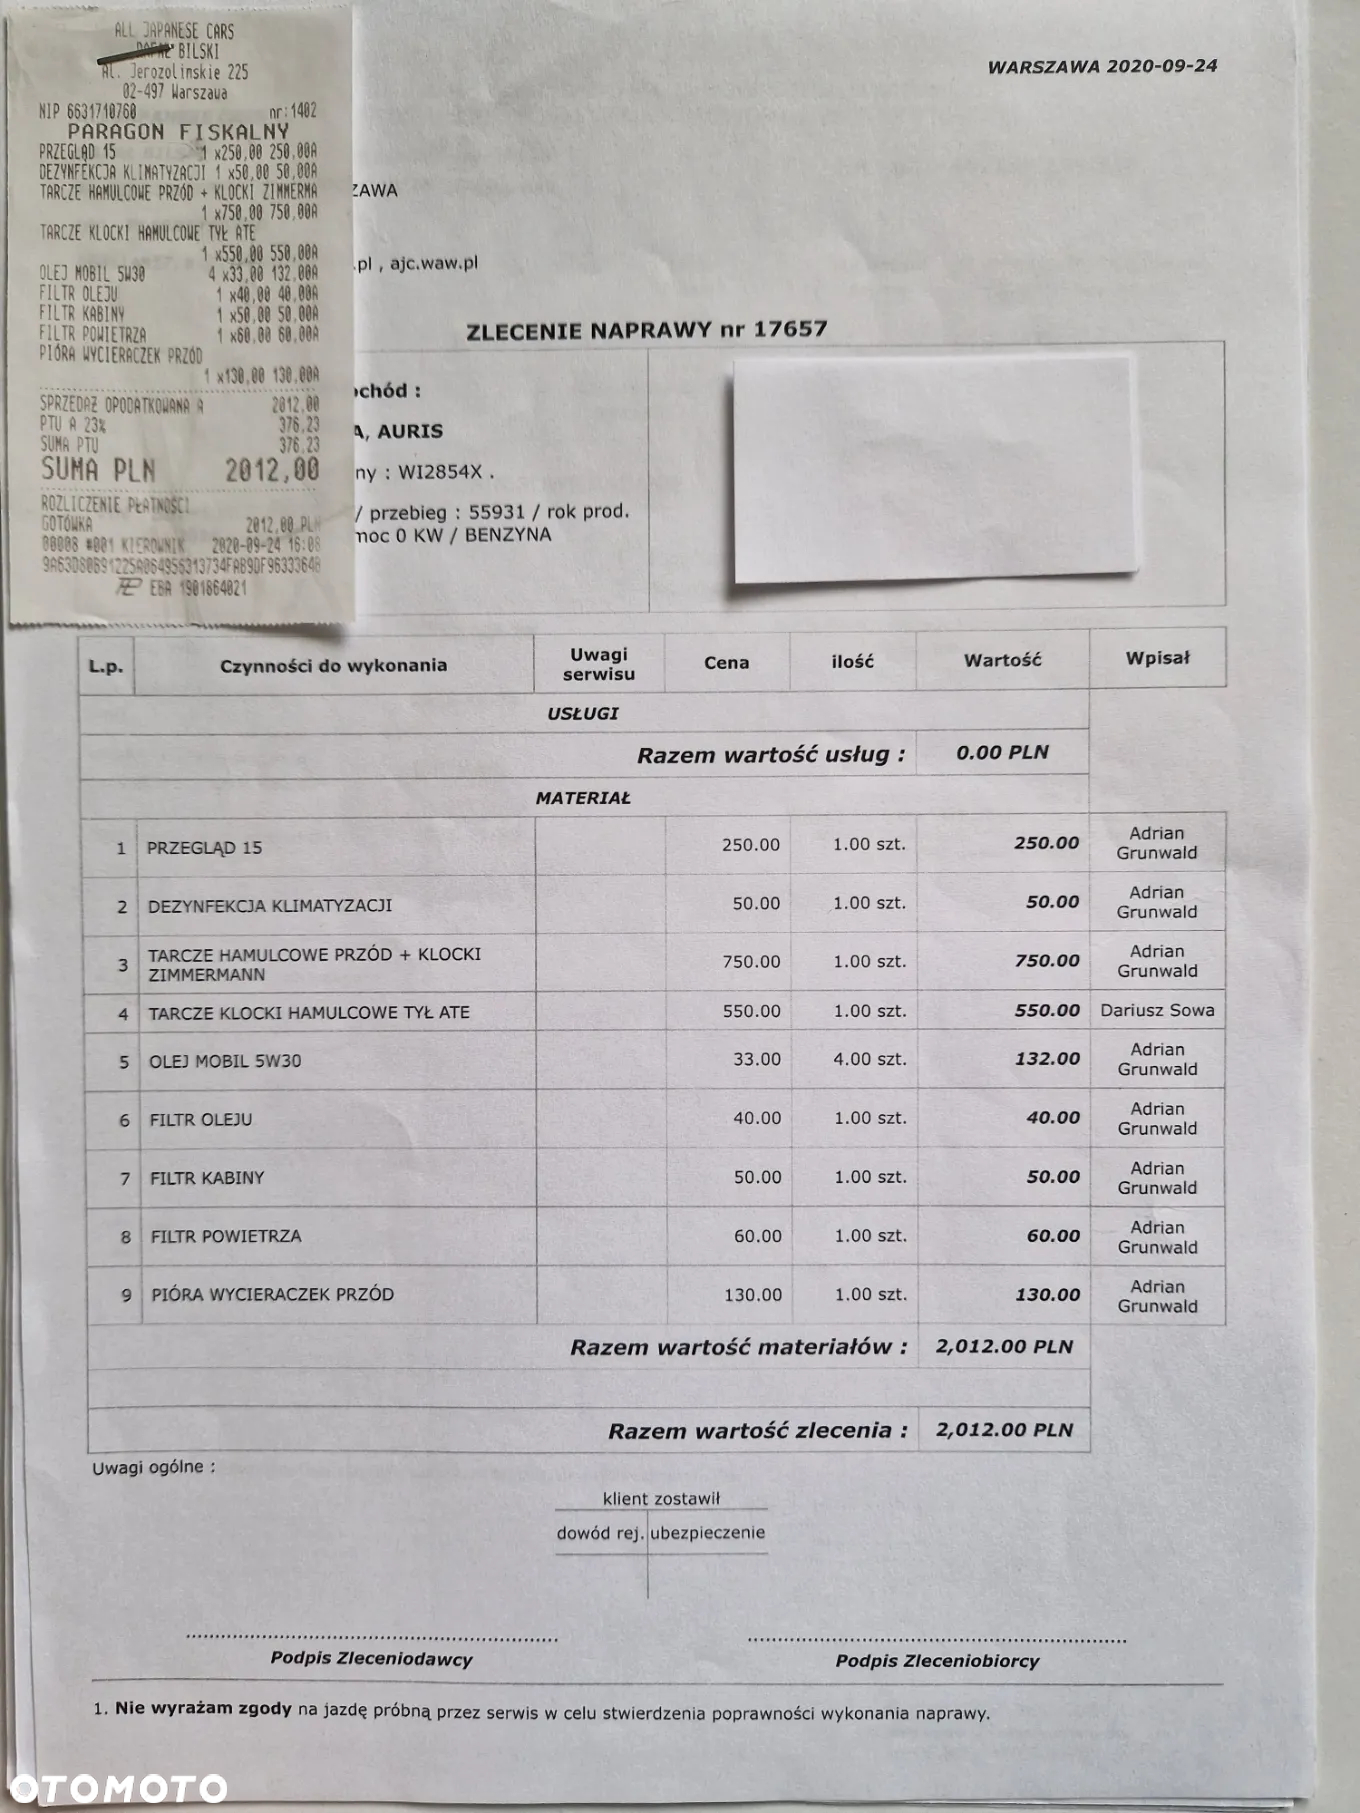 ALL JAPANESE CARS
BILSKI
Al. Jerozolimskie 225
02-497 Warszawa
NIP 6631710760 nr:1402
PARAGON FISKALNY
PRZEGLĄD 15 1 x250,00 250,00A
DEZYNFEKCJA KLIMATYZACJI 1 x50,00 50,00A
TARCZE HAMULCOWE PRZÓD + KLOCKI ZIMMERMA
1 x750,00 750,00A
TARCZE KLOCKI HAMULCOWE TYŁ ATE
1 x550,00 550,00A
OLEJ MOBIL 5W30 4 x33,00 132,00A
FILTR OLEJU 1 x40,00 40,00A
FILTR KABINY 1 x50,00 50,00A
FILTR POWIETRZA 1 x60,00 60,00A
PIÓRA WYCIERACZEK PRZÓD
1 x130,00 130,00A
SPRZEDAŻ OPODATKOWANA A 2012,00
PTU A 23% 376,23
SUMA PTU 376,23
SUMA PLN 2012,00
ROZLICZENIE PŁATNOŚCI
GOTÓWKA 2012,00 PLN
00008 #001 KIEROWNIK 2020-09-24 16:08
EBA 1901864021
WARSZAWA 2020-09-24
ZAWA
.pl , ajc.waw.pl
ZLECENIE NAPRAWY nr 17657
ochód :
A, AURIS
ny : WI2854X .
/ przebieg : 55931 / rok prod.
moc 0 KW / BENZYNA
L.p. Czynności do wykonania Uwagi serwisu Cena ilość Wartość Wpisał
USŁUGI
Razem wartość usług : 0.00 PLN
MATERIAŁ
1 PRZEGLĄD 15 250.00 1.00 szt. 250.00 Adrian Grunwald
2 DEZYNFEKCJA KLIMATYZACJI 50.00 1.00 szt. 50.00 Adrian Grunwald
3 TARCZE HAMULCOWE PRZÓD + KLOCKI ZIMMERMANN 750.00 1.00 szt. 750.00 Adrian Grunwald
4 TARCZE KLOCKI HAMULCOWE TYŁ ATE 550.00 1.00 szt. 550.00 Dariusz Sowa
5 OLEJ MOBIL 5W30 33.00 4.00 szt. 132.00 Adrian Grunwald
6 FILTR OLEJU 40.00 1.00 szt. 40.00 Adrian Grunwald
7 FILTR KABINY 50.00 1.00 szt. 50.00 Adrian Grunwald
8 FILTR POWIETRZA 60.00 1.00 szt. 60.00 Adrian Grunwald
9 PIÓRA WYCIERACZEK PRZÓD 130.00 1.00 szt. 130.00 Adrian Grunwald
Razem wartość materiałów : 2,012.00 PLN
Razem wartość zlecenia : 2,012.00 PLN
Uwagi ogólne :
klient zostawił
dowód rej. ubezpieczenie
Podpis Zleceniodawcy Podpis Zleceniobiorcy
1. Nie wyrażam zgody na jazdę próbną przez serwis w celu stwierdzenia poprawności wykonania naprawy.
OTOMOTO